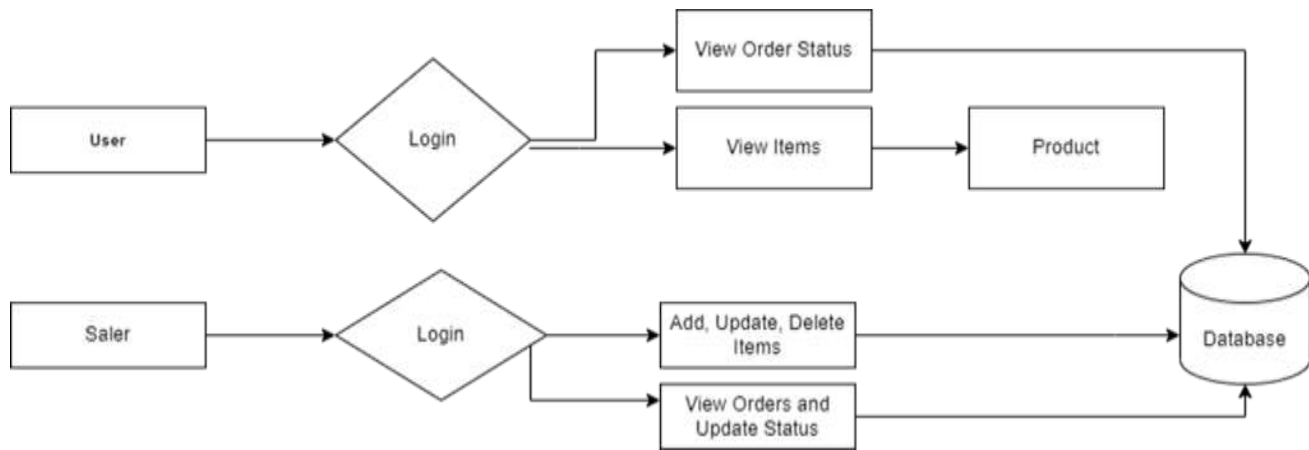 View Order Status
User
Login
View Items
Product
Saler
Login
Add, Update, Delete
Items
Database
View Orders and
Update Status